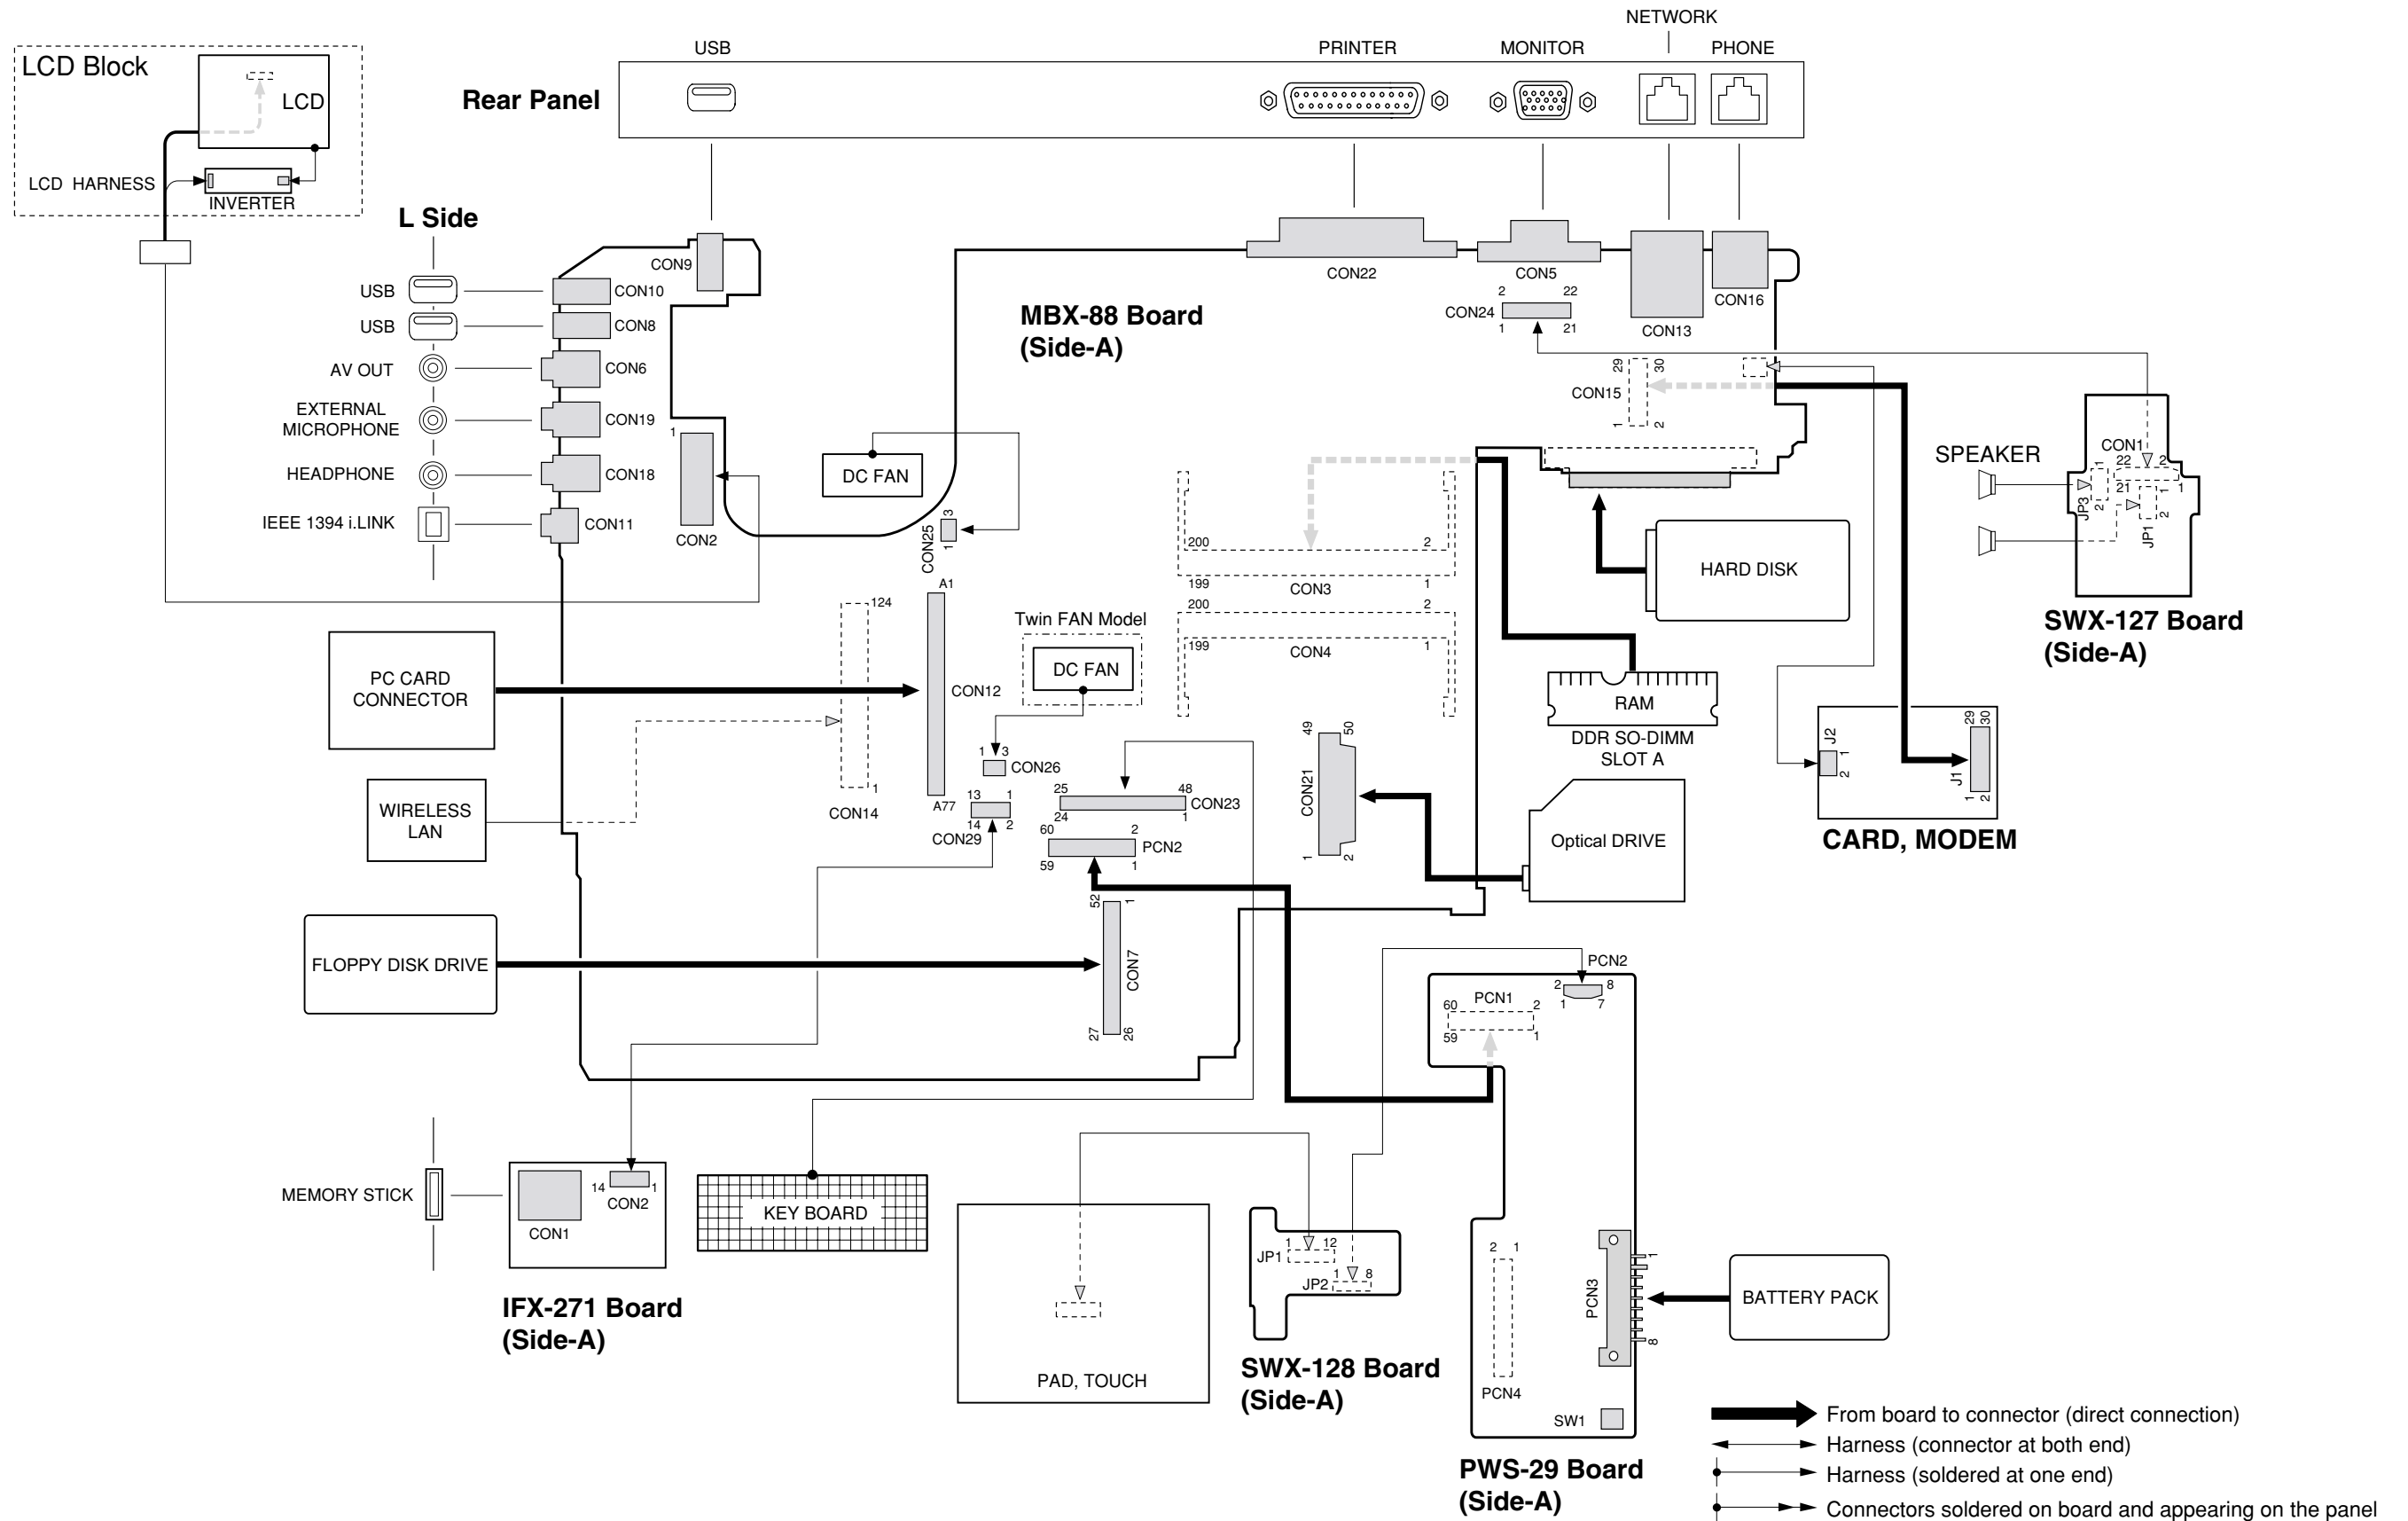 NETWORK
USB
PRINTER
MONITOR
PHONE
LCD Block
LCD
LCD HARNESS
INVERTER
Rear Panel
L Side
USB
USB
AV OUT
EXTERNAL
MICROPHONE
HEADPHONE
IEEE 1394 i.LINK
CON9
CON10
CON8
CON6
CON19
CON18
CON11
1
CON2
MBX-88 Board
(Side-A)
CON22
CON5
CON13
CON16
2 22
CON24
1 21
29 30
CON15
1 2
DC FAN
CON25
3
1
200 2
199 1
CON3
200 2
199 1
CON4
HARD DISK
SPEAKER
CON1
22 2
21 1
JP3
1
2
JP1
1
2
SWX-127 Board
(Side-A)
PC CARD
CONNECTOR
124
1
CON14
A1
CON12
A77
Twin FAN Model
DC FAN
1 3
CON26
13 1
14 2
CON29
WIRELESS
LAN
25 48
CON23
24 1
60 2
PCN2
59 1
49 50
CON21
1 2
RAM
DDR SO-DIMM
SLOT A
Optical DRIVE
J2
1
2
29
30
J1
1
2
CARD, MODEM
FLOPPY DISK DRIVE
52 1
CON7
27 26
PCN2
2 8
1 7
PCN1
60 2
59 1
MEMORY STICK
14 1
CON2
CON1
IFX-271 Board
(Side-A)
KEY BOARD
PAD, TOUCH
1 12
JP1
1 8
JP2
SWX-128 Board
(Side-A)
2 1
PCN4
PCN3
1
8
SW1
BATTERY PACK
PWS-29 Board
(Side-A)
From board to connector (direct connection)
Harness (connector at both end)
Harness (soldered at one end)
Connectors soldered on board and appearing on the panel